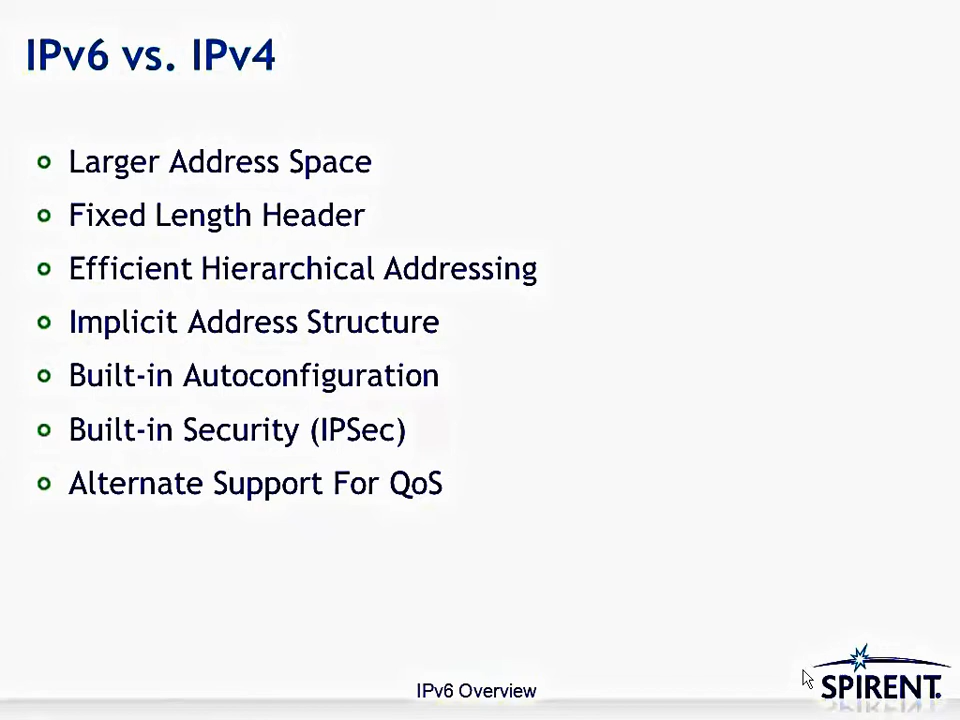 IPv6 vs. IPv4
Larger Address Space
Fixed Length Header
Efficient Hierarchical Addressing
Implicit Address Structure
Built-in Autoconfiguration
Built-in Security (IPSec)
Alternate Support For QoS
IPv6 Overview
SPIRENT.